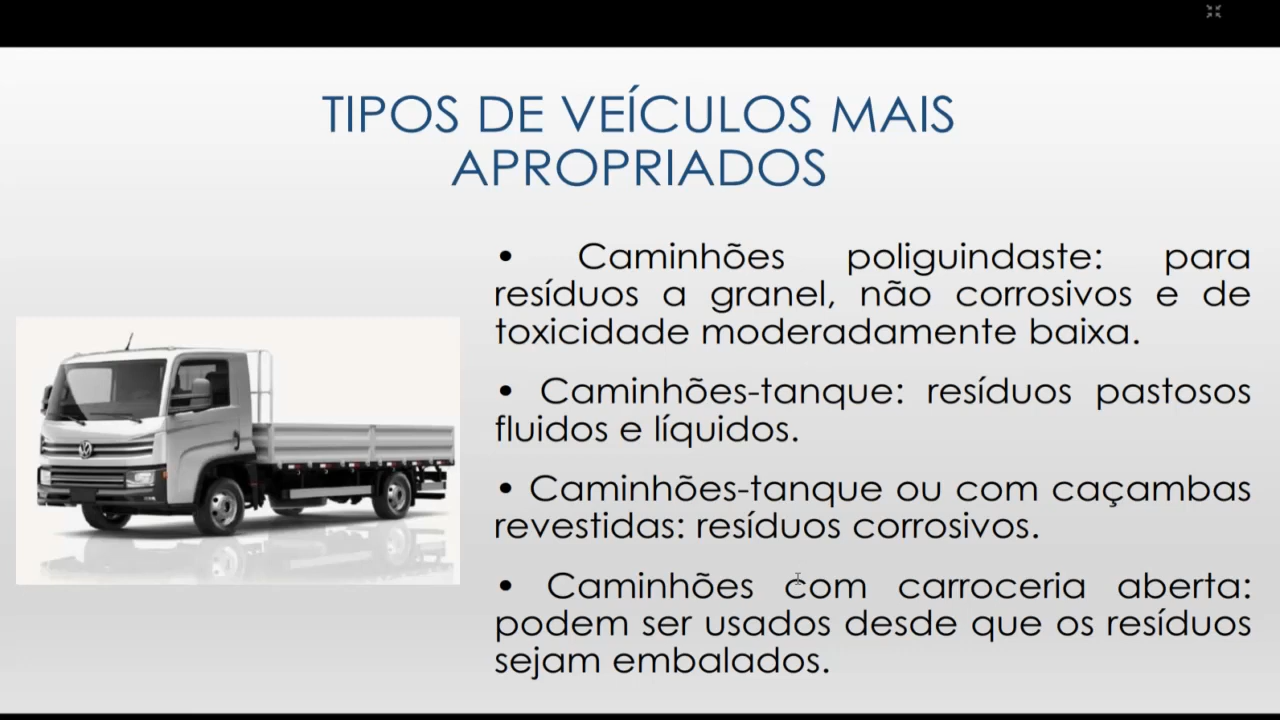 TIPOS DE VEÍCULOS MAIS
APROPRIADOS
• Caminhões poliguindaste: para
resíduos a granel, não corrosivos e de
toxicidade moderadamente baixa.
• Caminhões-tanque: resíduos pastosos
fluidos e líquidos.
• Caminhões-tanque ou com caçambas
revestidas: resíduos corrosivos.
• Caminhões com carroceria aberta:
podem ser usados desde que os resíduos
sejam embalados.